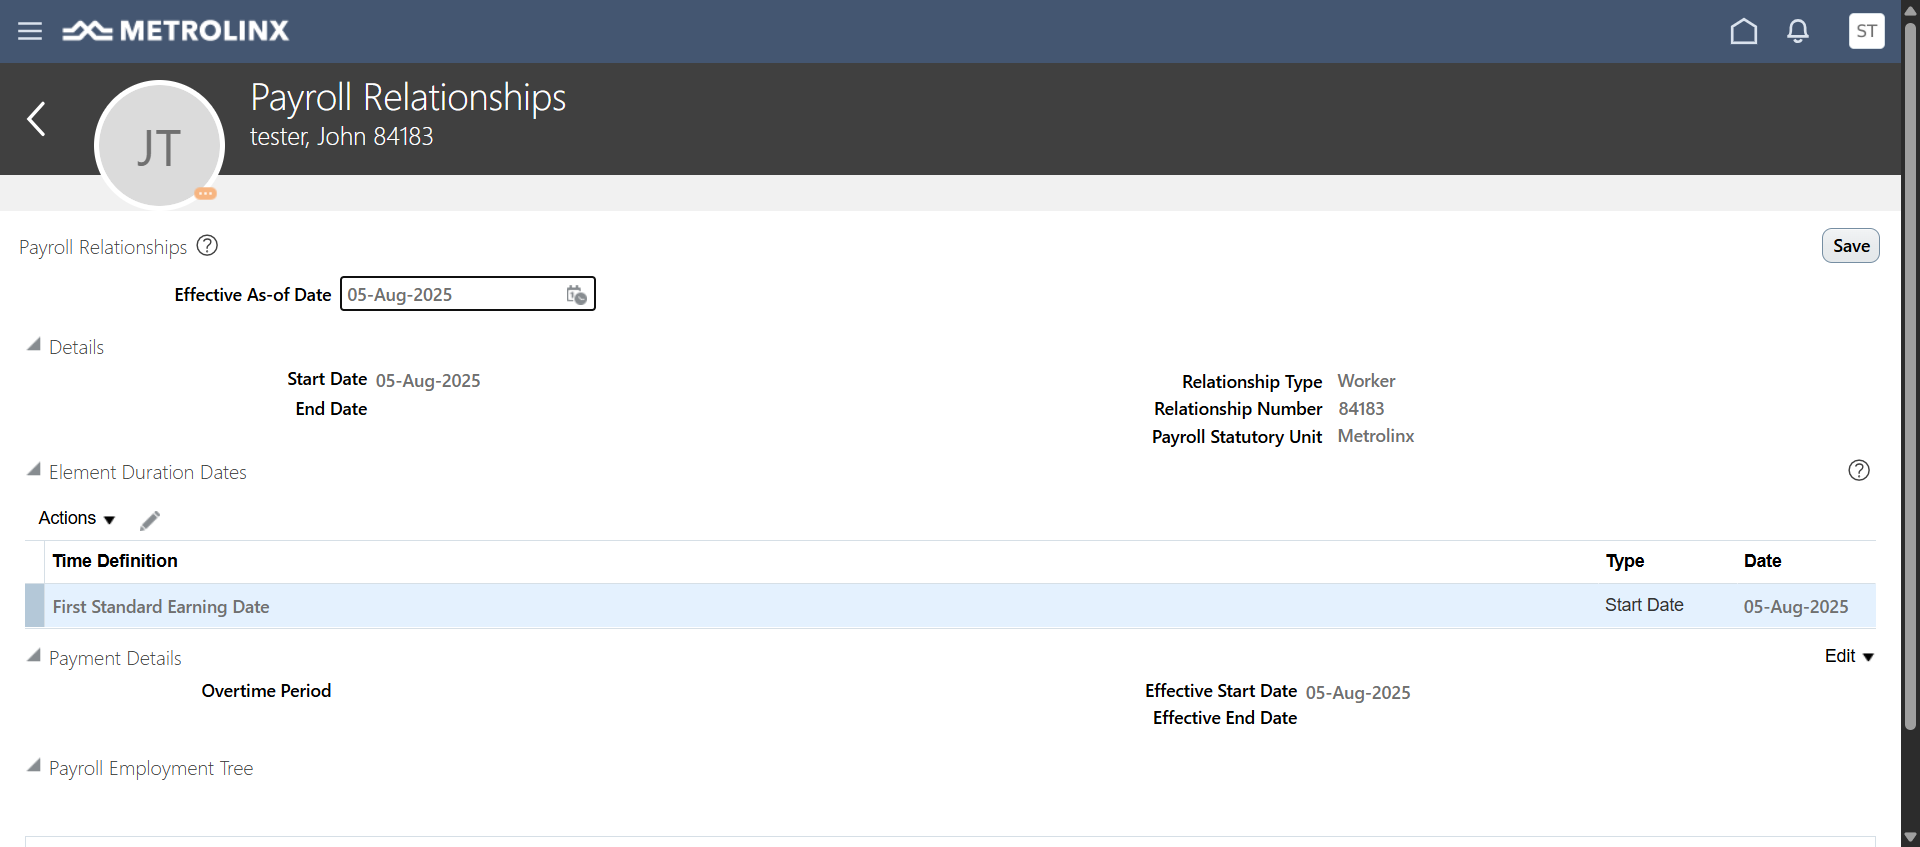 METROLINX
ST
JT
Payroll Relationships
tester, John 84183
Payroll Relationships ?
Save
Effective As-of Date 05-Aug-2025
Details
Start Date 05-Aug-2025
End Date
Relationship Type Worker
Relationship Number 84183
Payroll Statutory Unit Metrolinx
Element Duration Dates ?
Actions
Time Definition Type Date
First Standard Earning Date Start Date 05-Aug-2025
Payment Details Edit
Overtime Period
Effective Start Date 05-Aug-2025
Effective End Date
Payroll Employment Tree